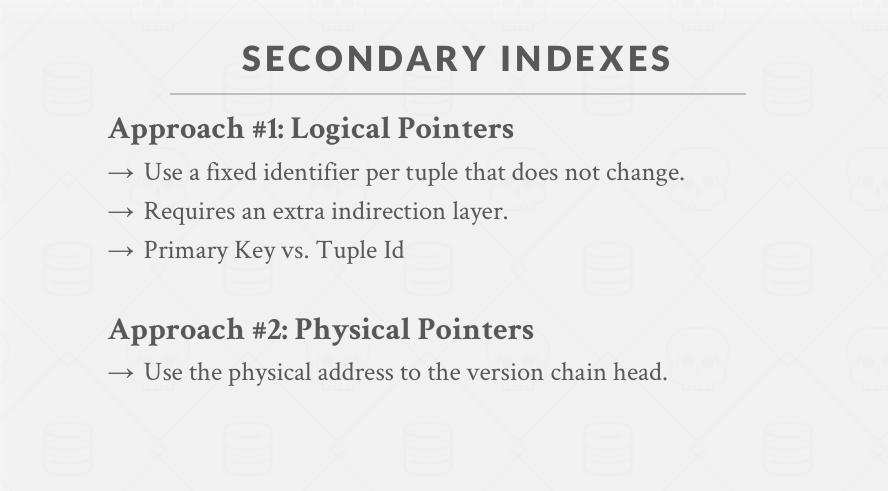 SECONDARY INDEXES
Approach #1: Logical Pointers
→ Use a fixed identifier per tuple that does not change.
→ Requires an extra indirection layer.
→ Primary Key vs. Tuple Id
Approach #2: Physical Pointers
→ Use the physical address to the version chain head.